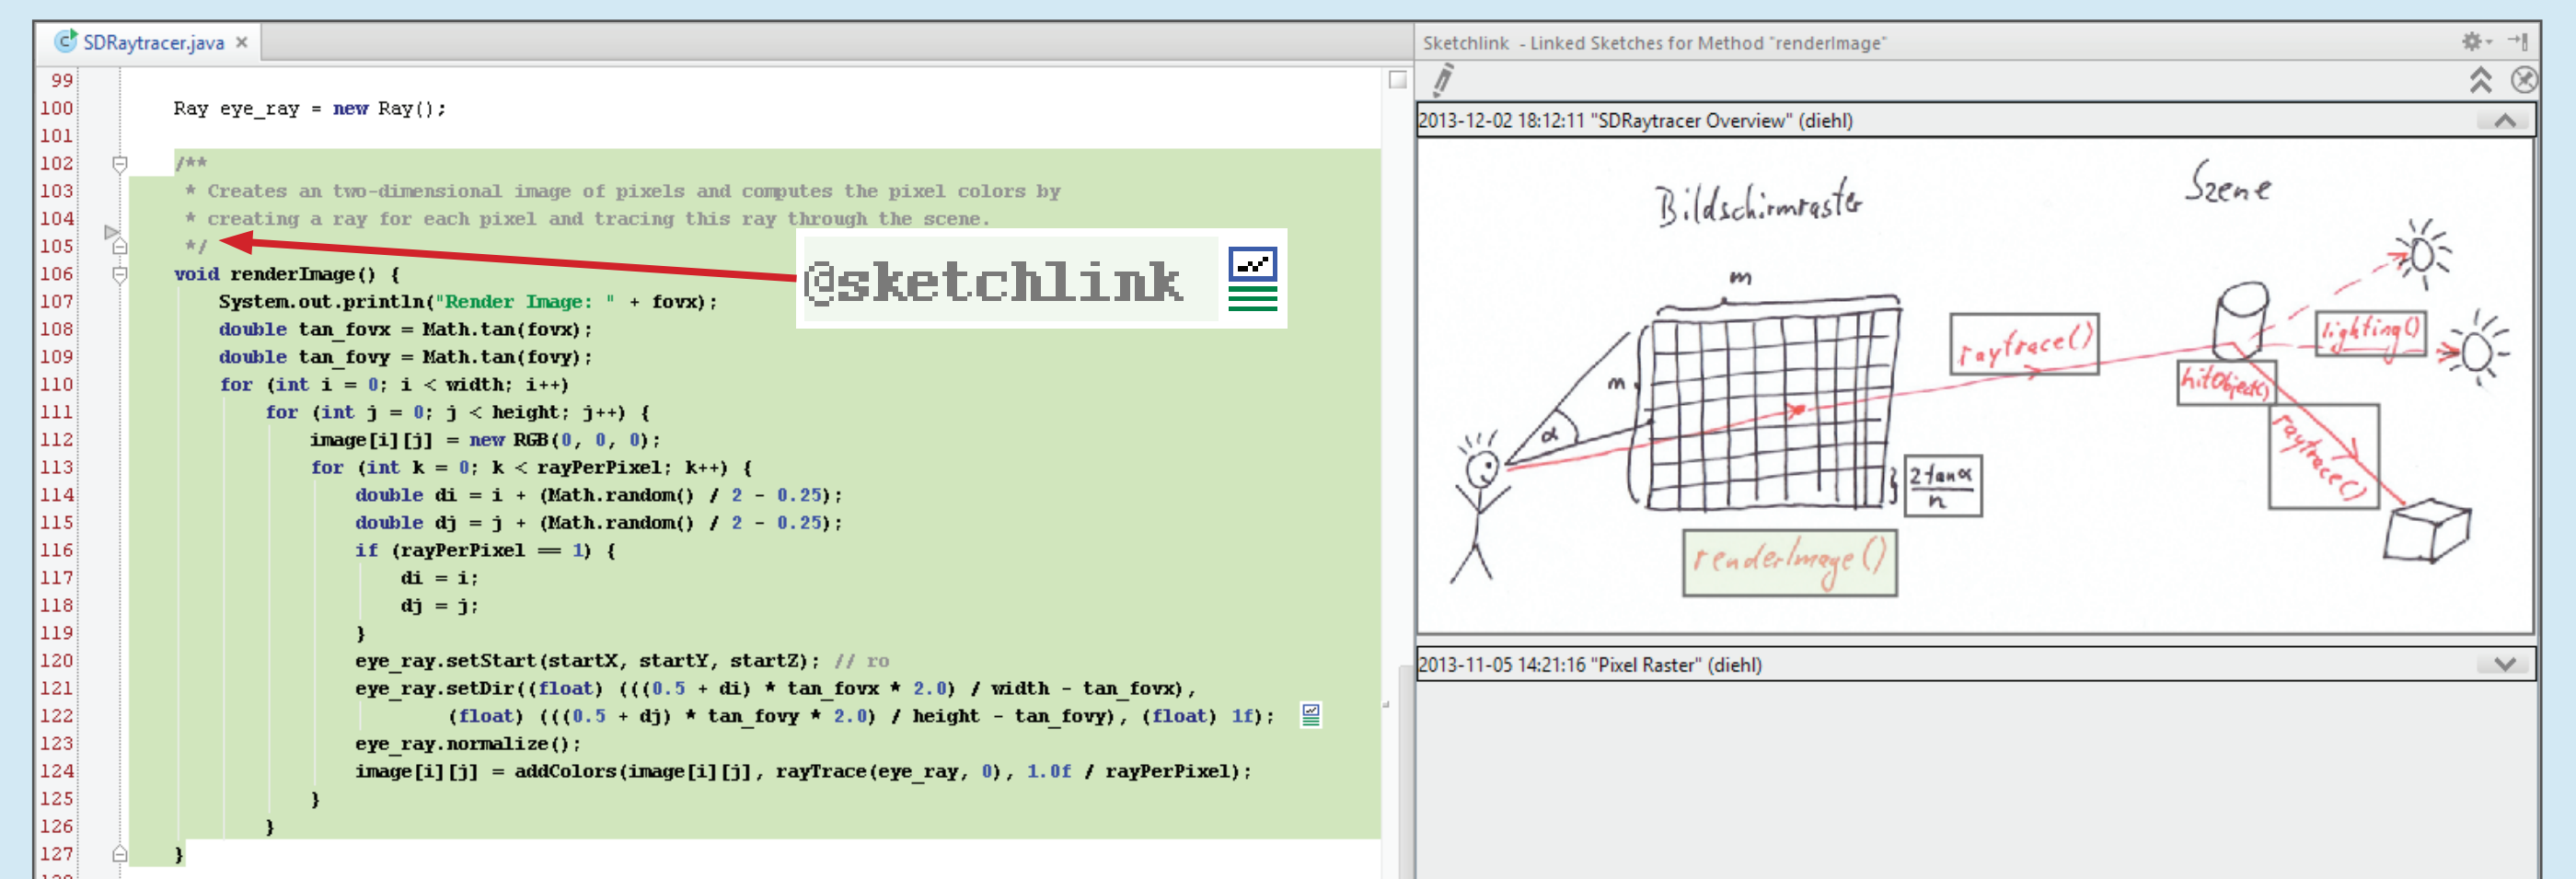 SDRaytracer.java ×
99
100 Ray eye_ray = new Ray();
101
102 /**
103 * Creates an two-dimensional image of pixels and computes the pixel colors by
104 * creating a ray for each pixel and tracing this ray through the scene.
105 */
@sketchlink
106 void renderImage() {
107 System.out.println("Render Image: " + fovx);
108 double tan_fovx = Math.tan(fovx);
109 double tan_fovy = Math.tan(fovy);
110 for (int i = 0; i < width; i++)
111 for (int j = 0; j < height; j++) {
112 image[i][j] = new RGB(0, 0, 0);
113 for (int k = 0; k < rayPerPixel; k++) {
114 double di = i + (Math.random() / 2 - 0.25);
115 double dj = j + (Math.random() / 2 - 0.25);
116 if (rayPerPixel == 1) {
117 di = i;
118 dj = j;
119 }
120 eye_ray.setStart(startX, startY, startZ); // ro
121 eye_ray.setDir((float) (((0.5 + di) * tan_fovx * 2.0) / width - tan_fovx),
122 (float) (((0.5 + dj) * tan_fovy * 2.0) / height - tan_fovy), (float) 1f);
123 eye_ray.normalize();
124 image[i][j] = addColors(image[i][j], rayTrace(eye_ray, 0), 1.0f / rayPerPixel);
125 }
126 }
127 }
Sketchlink - Linked Sketches for Method "renderImage"
2013-12-02 18:12:11 "SDRaytracer Overview" (diehl)
Bildschirmraster
Szene
m
raytrace()
lighting()
m
hitObject()
α
raytrace()
2 tan α
n
renderImage()
2013-11-05 14:21:16 "Pixel Raster" (diehl)